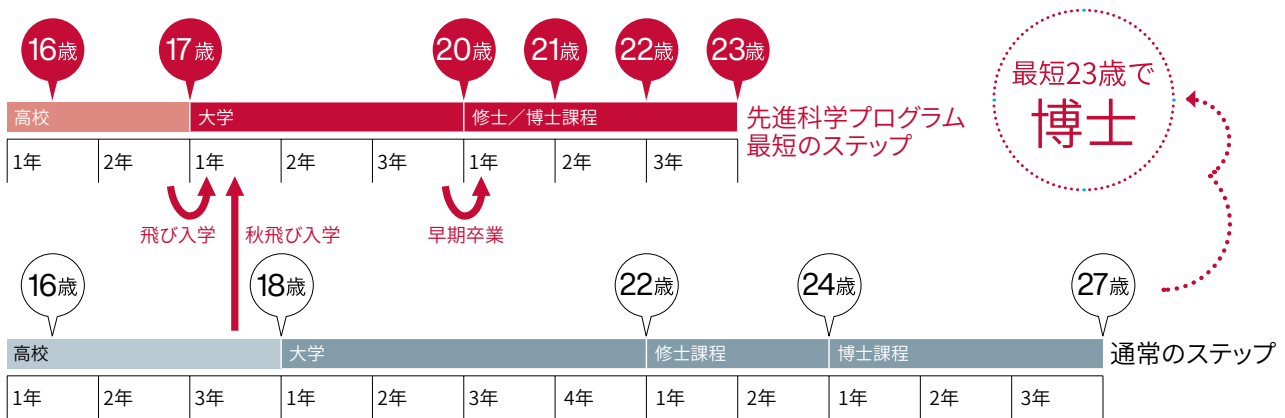 16歳 17歳 20歳 21歳 22歳 23歳
高校 大学 修士／博士課程
1年 2年 1年 2年 3年 1年 2年 3年
先進科学プログラム
最短のステップ
最短23歳で
博士
飛び入学 秋飛び入学 早期卒業
16歳 18歳 22歳 24歳 27歳
高校 大学 修士課程 博士課程
通常のステップ
1年 2年 3年 1年 2年 3年 4年 1年 2年 1年 2年 3年